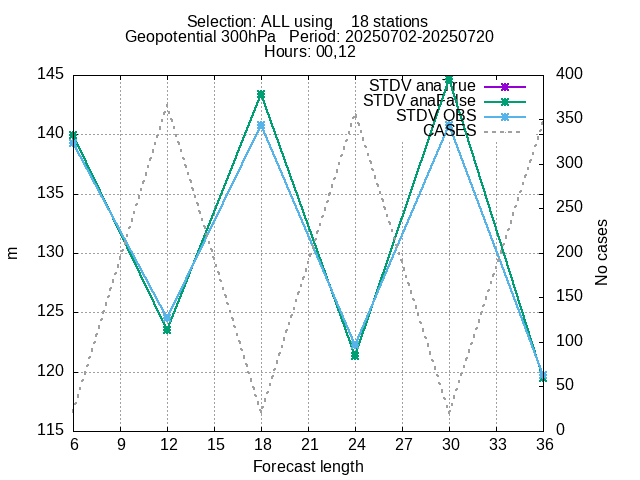 Selection: ALL using 18 stations
Geopotential 300hPa Period: 20250702-20250720
Hours: 00,12
145 400
STDV anaTrue
STDV anaFalse
STDV OBS
CASES
140
135
130
125
120
115
350
300
250
200
150
100
50
0
m
No cases
6 9 12 15 18 21 24 27 30 33 36
Forecast length